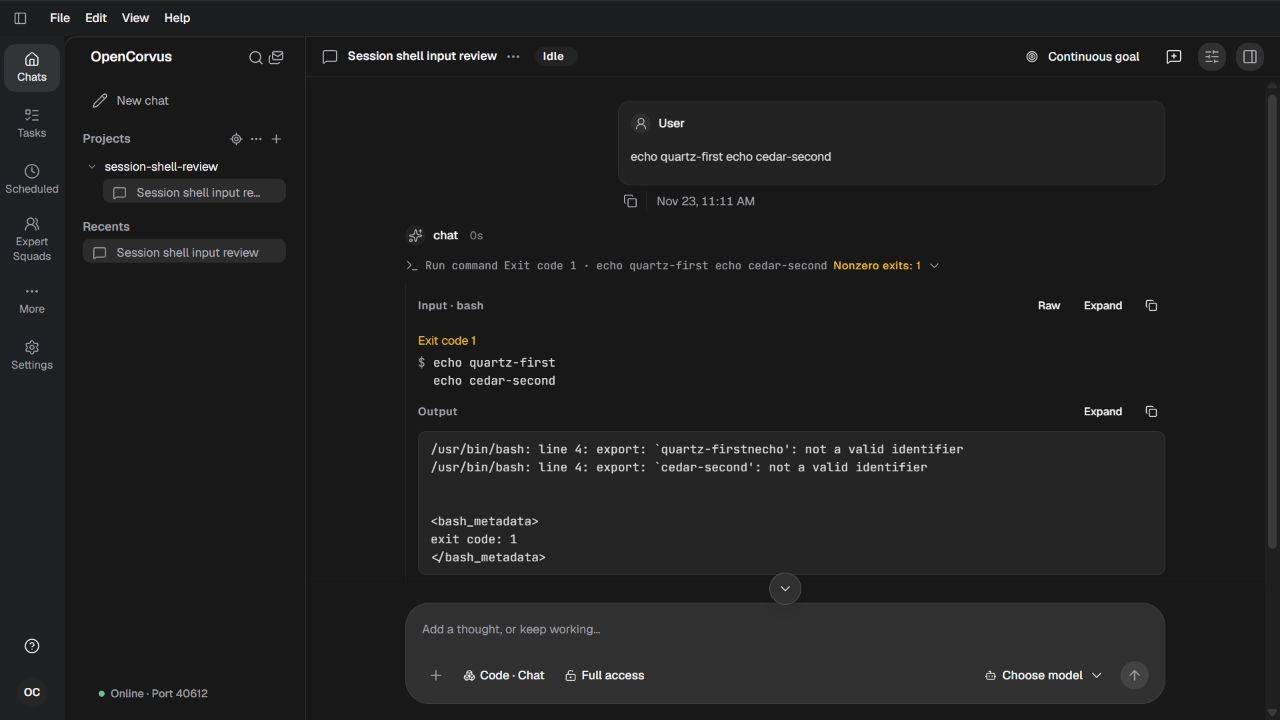 File Edit View Help
OpenCorvus
Chats
Tasks
Scheduled
Expert
Squads
More
Settings
OC
New chat
Projects
session-shell-review
Session shell input re...
Recents
Session shell input review
Online · Port 40612
Session shell input review ··· Idle
Continuous goal
User
echo quartz-first echo cedar-second
Nov 23, 11:11 AM
chat 0s
>_ Run command Exit code 1 · echo quartz-first echo cedar-second Nonzero exits: 1
Input · bash Raw Expand
Exit code 1
$ echo quartz-first
echo cedar-second
Output Expand
/usr/bin/bash: line 4: export: `quartz-firstnecho': not a valid identifier
/usr/bin/bash: line 4: export: `cedar-second': not a valid identifier
<bash_metadata>
exit code: 1
</bash_metadata>
Add a thought, or keep working...
Code · Chat Full access Choose model